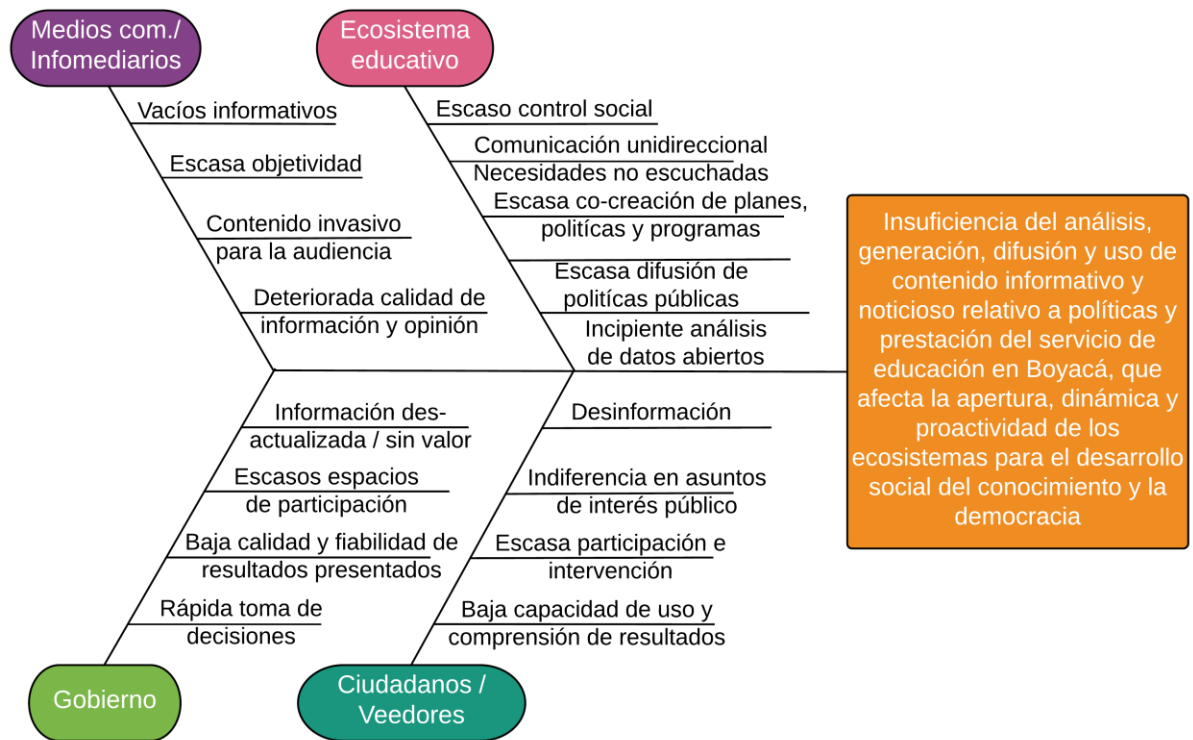 Medios com./
Infomediarios
Ecosistema
educativo
Vacíos informativos
Escasa objetividad
Contenido invasivo
para la audiencia
Deteriorada calidad de
información y opinión
Escaso control social
Comunicación unidireccional
Necesidades no escuchadas
Escasa co-creación de planes,
politícas y programas
Escasa difusión de
politícas públicas
Incipiente análisis
de datos abiertos
Insuficiencia del análisis,
generación, difusión y uso de
contenido informativo y
noticioso relativo a políticas y
prestación del servicio de
educación en Boyacá, que
afecta la apertura, dinámica y
proactividad de los
ecosistemas para el desarrollo
social del conocimiento y la
democracia
Información des-
actualizada / sin valor
Escasos espacios
de participación
Baja calidad y fiabilidad de
resultados presentados
Rápida toma de
decisiones
Desinformación
Indiferencia en asuntos
de interés público
Escasa participación e
intervención
Baja capacidad de uso y
comprensión de resultados
Gobierno
Ciudadanos /
Veedores